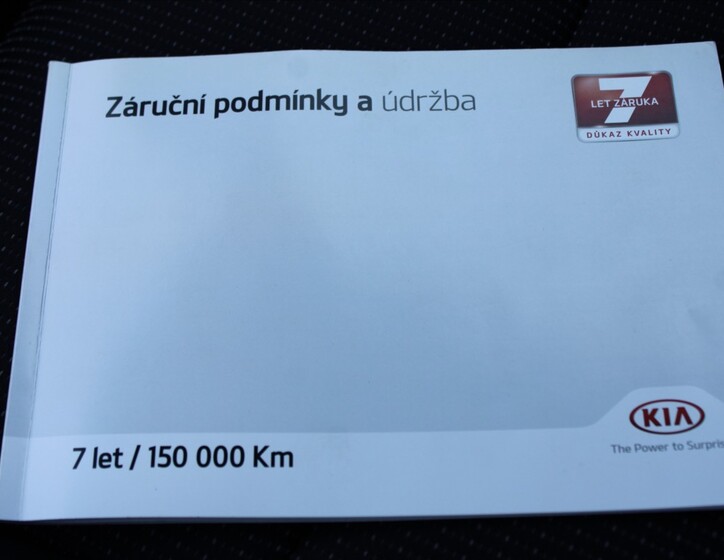 Záruční podmínky a údržba
7
LET ZÁRUKA
DŮKAZ KVALITY
7 let / 150 000 Km
KIA
The Power to Surpris